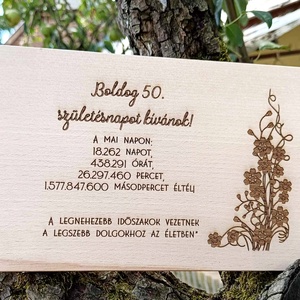 Boldog 50.
születésnapot kívánok!
A MAI NAPON:
18.262 NAPOT,
438.291 ÓRÁT,
26.297.460 PERCET,
1.577.847.600 MÁSODPERCET ÉLTÉL!
"A LEGNEHEZEBB IDŐSZAKOK VEZETNEK
A LEGSZEBB DOLGOKHOZ AZ ÉLETBEN"